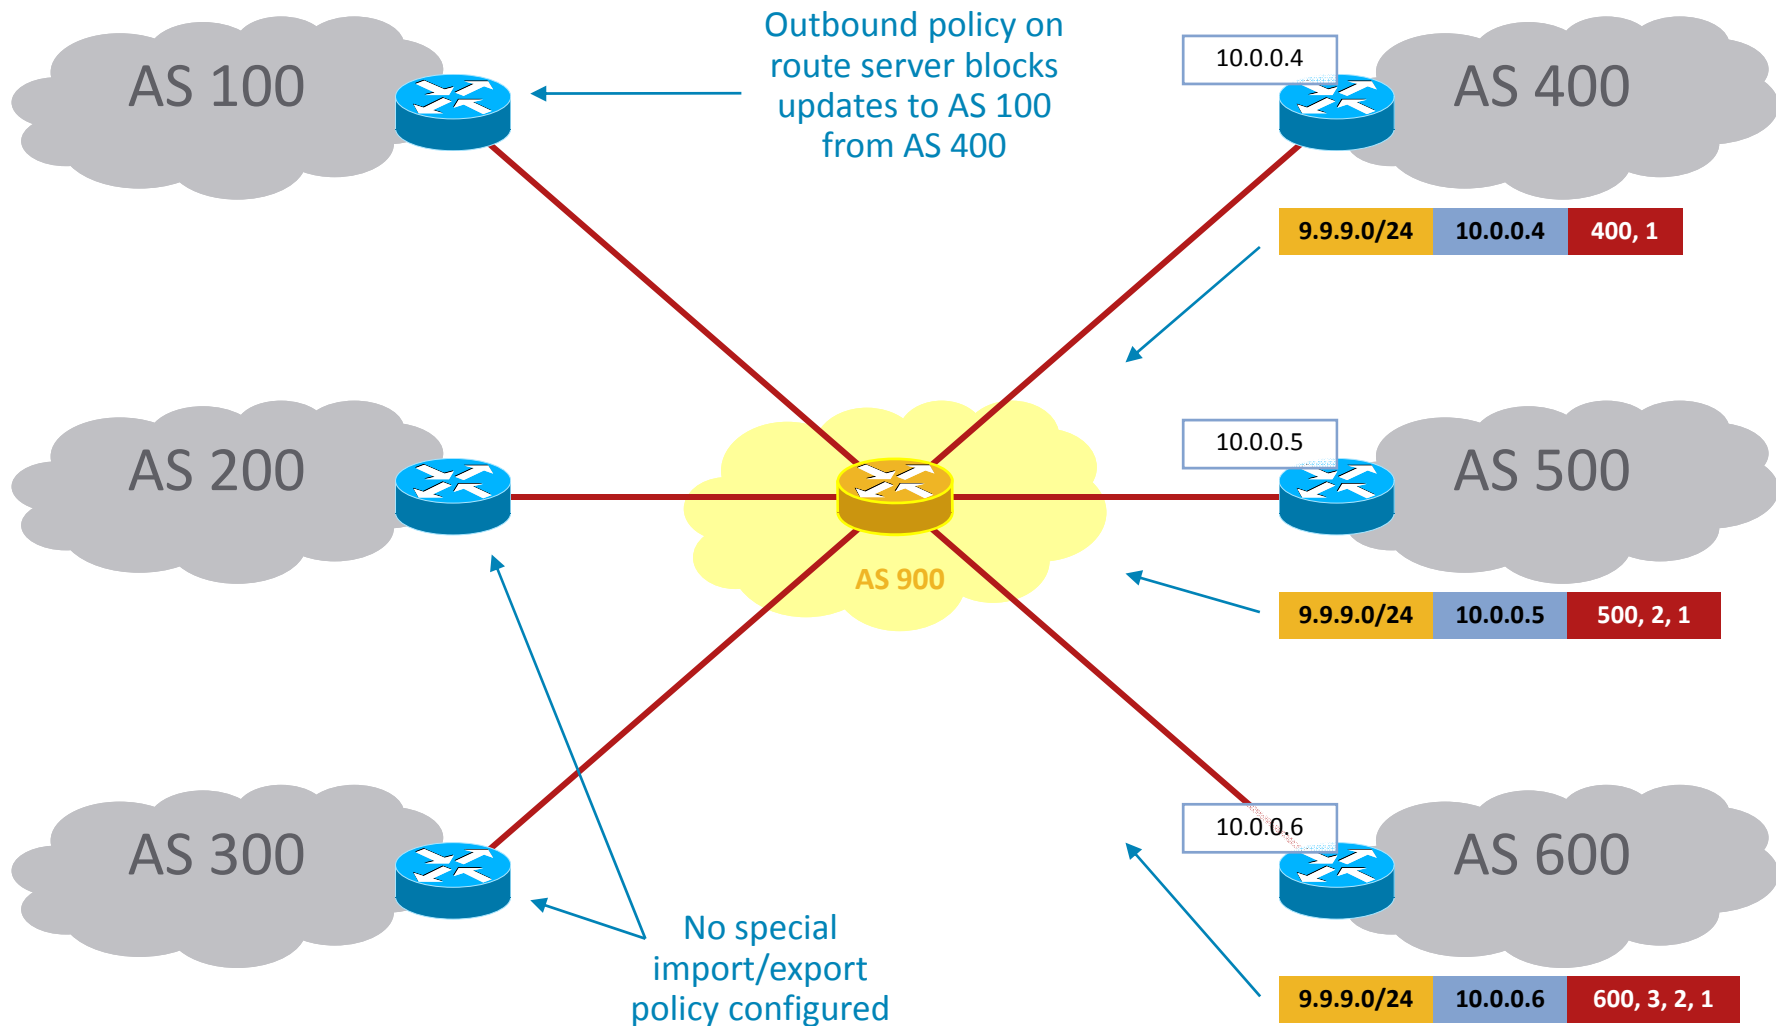 AS 100
Outbound policy on
route server blocks
updates to AS 100
from AS 400
10.0.0.4
AS 400
9.9.9.0/24 10.0.0.4 400, 1
AS 200
AS 900
10.0.0.5
AS 500
9.9.9.0/24 10.0.0.5 500, 2, 1
AS 300
No special
import/export
policy configured
10.0.0.6
AS 600
9.9.9.0/24 10.0.0.6 600, 3, 2, 1